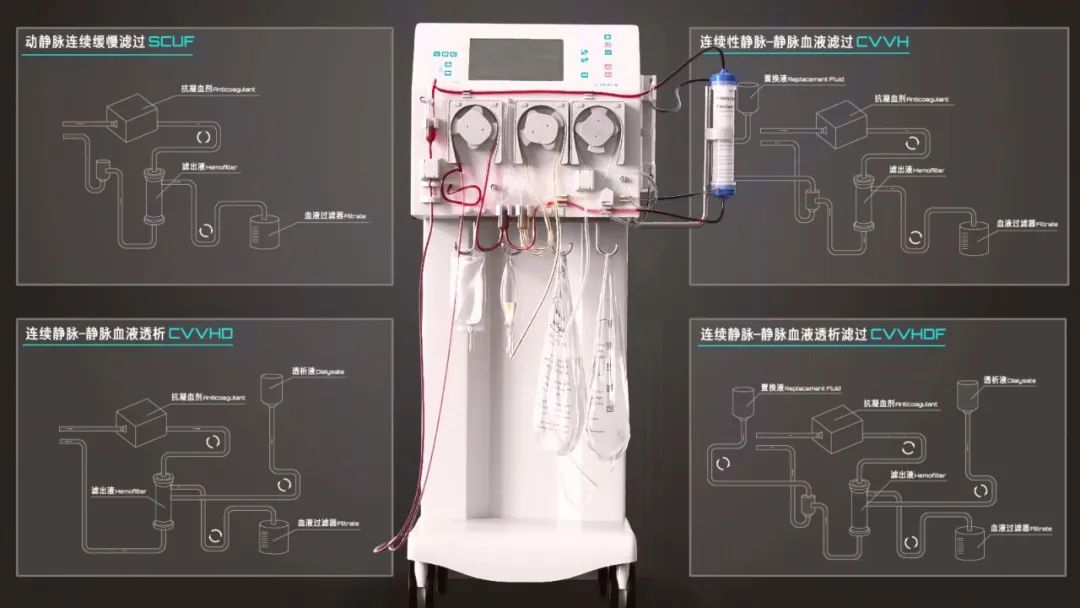 动静脉连续缓慢滤过 SCUF
抗凝血剂 Anticoagulant
滤出液 Hemofilter
血液过滤器 Filtrate
连续性静脉-静脉血液滤过 CVVH
置换液 Replacement Fluid
抗凝血剂 Anticoagulant
滤出液 Hemofilter
血液过滤器 Filtrate
连续静脉-静脉血液透析 CVVHD
透析液 Dialysate
抗凝血剂 Anticoagulant
滤出液 Hemofilter
血液过滤器 Filtrate
连续静脉-静脉血液透析滤过 CVVHDF
透析液 Dialysate
置换液 Replacement Fluid
抗凝血剂 Anticoagulant
滤出液 Hemofilter
血液过滤器 Filtrate